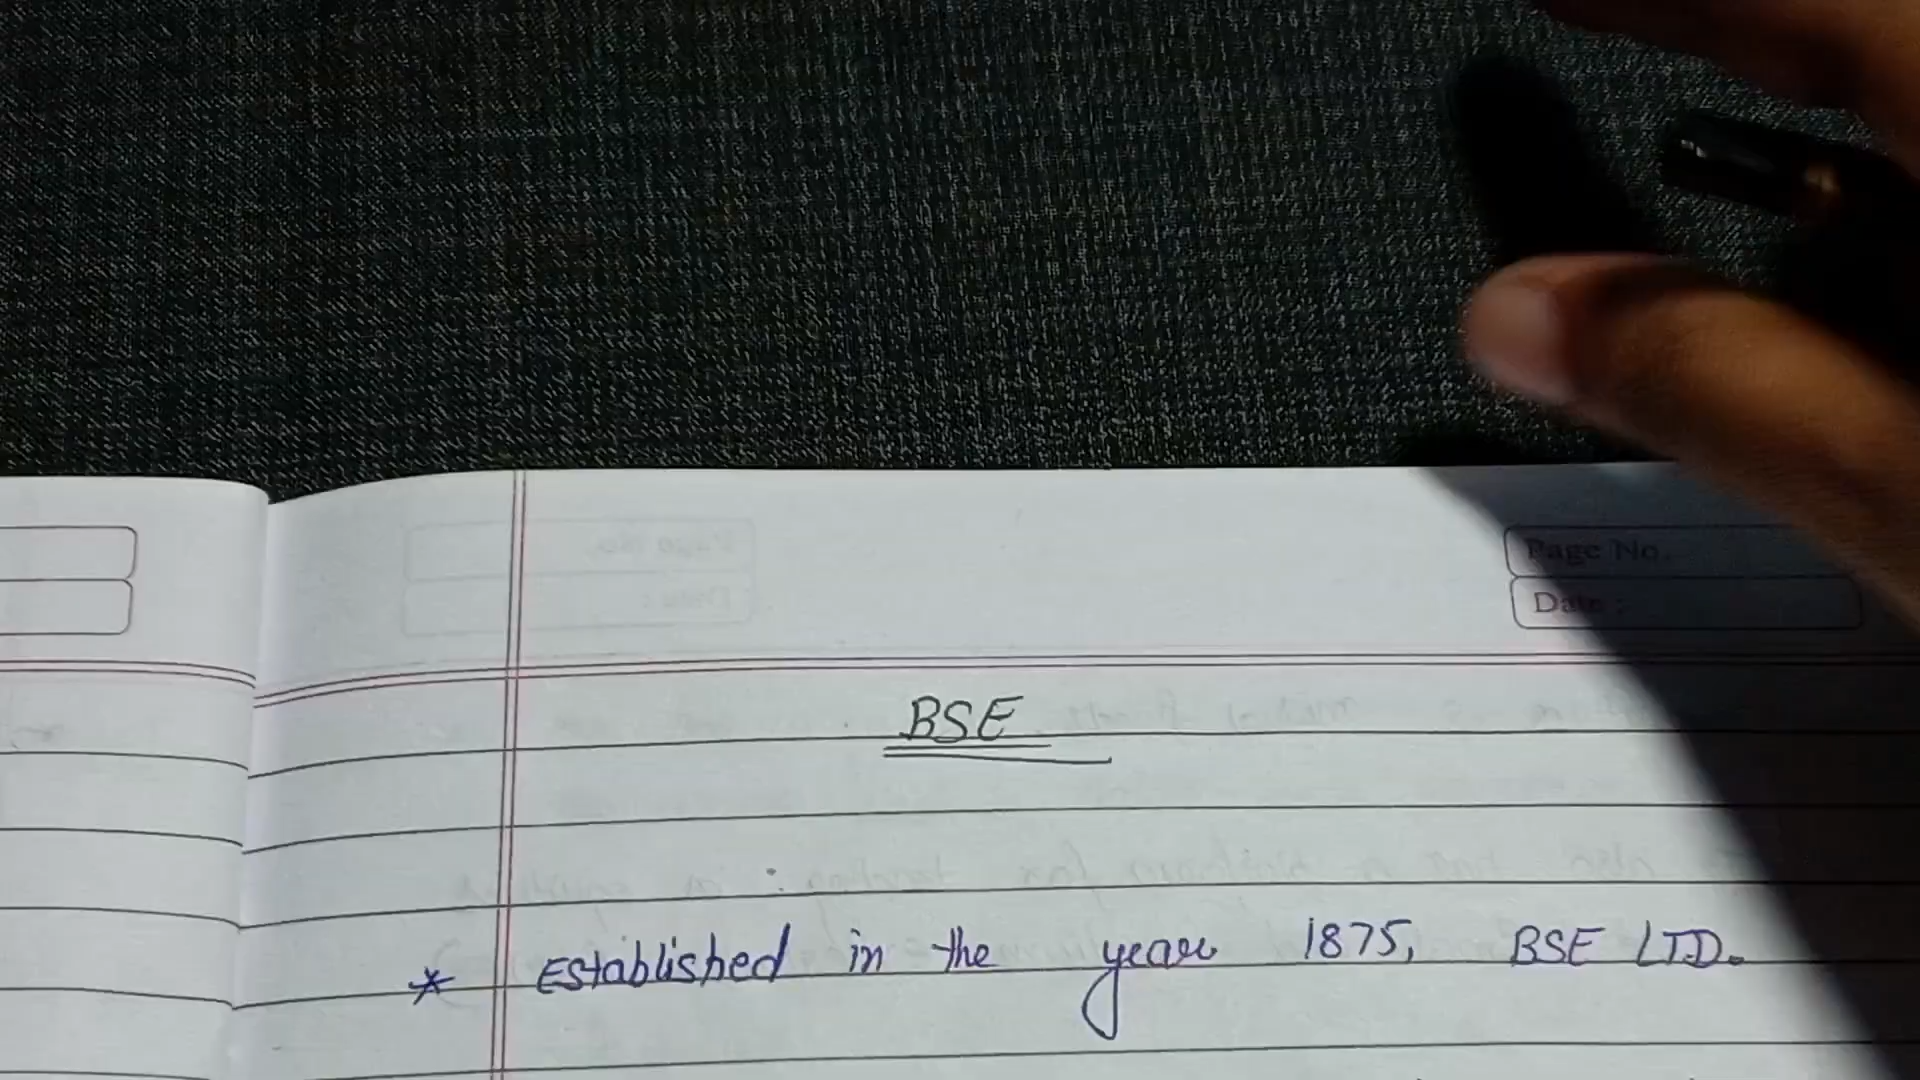 Page No.
Date :
BSE
* Established in the year 1875, BSE LTD.